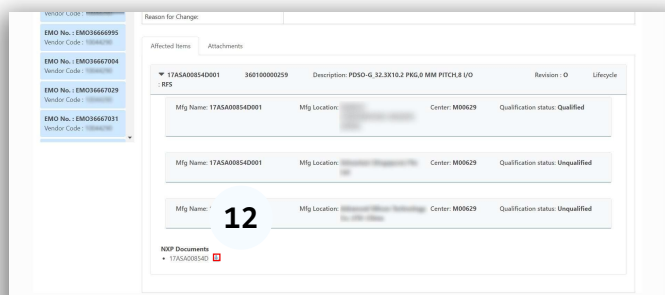 Vendor Code :
Reason for Change:
EMO No. : EMO36666995
Vendor Code :
EMO No. : EMO36667004
Vendor Code :
EMO No. : EMO36667029
Vendor Code :
EMO No. : EMO36667031
Vendor Code :
Affected Items Attachments
17ASA00854D001 360100000259 Description: PDSO-G_32.3X10.2 PKG,0 MM PITCH,8 I/O Revision : O Lifecycle
: RFS
Mfg Name: 17ASA00854D001 Mfg Location: Center: M00629 Qualification status: Qualified
Mfg Name: 17ASA00854D001 Mfg Location: Center: M00629 Qualification status: Unqualified
Mfg Name: Mfg Location: Center: M00629 Qualification status: Unqualified
12
NXP Documents
• 17ASA00854D